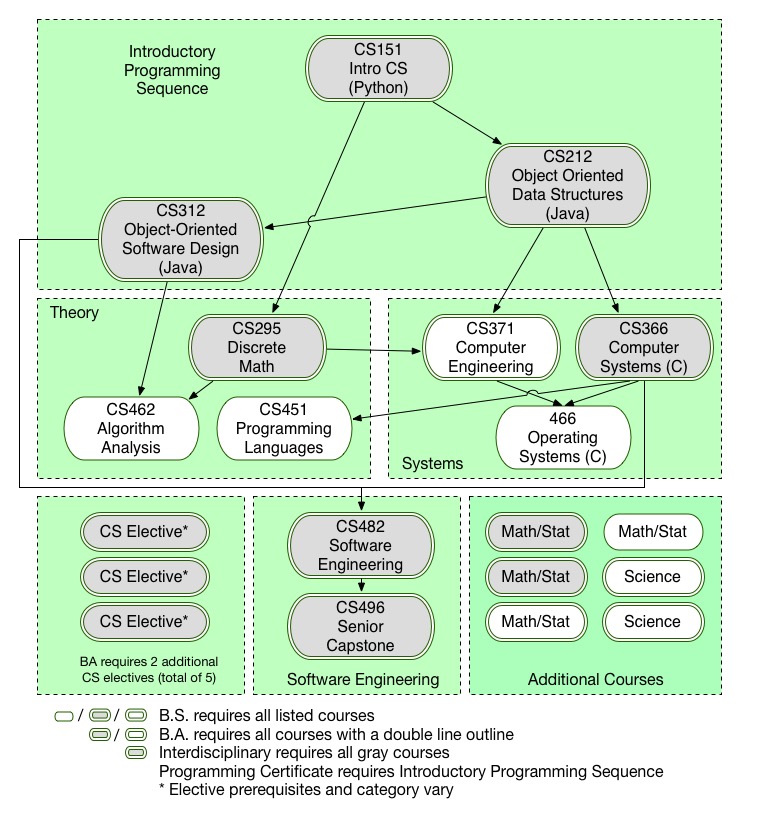 Introductory
Programming
Sequence
CS151
Intro CS
(Python)
CS212
Object Oriented
Data Structures
(Java)
CS312
Object-Oriented
Software Design
(Java)
Theory
CS295
Discrete
Math
CS371
Computer
Engineering
CS366
Computer
Systems (C)
CS462
Algorithm
Analysis
CS451
Programming
Languages
466
Operating
Systems (C)
Systems
CS Elective*
CS Elective*
CS Elective*
BA requires 2 additional
CS electives (total of 5)
CS482
Software
Engineering
CS496
Senior
Capstone
Software Engineering
Math/Stat
Math/Stat
Math/Stat
Science
Math/Stat
Science
Additional Courses
/ / B.S. requires all listed courses
/ B.A. requires all courses with a double line outline
Interdisciplinary requires all gray courses
Programming Certificate requires Introductory Programming Sequence
* Elective prerequisites and category vary